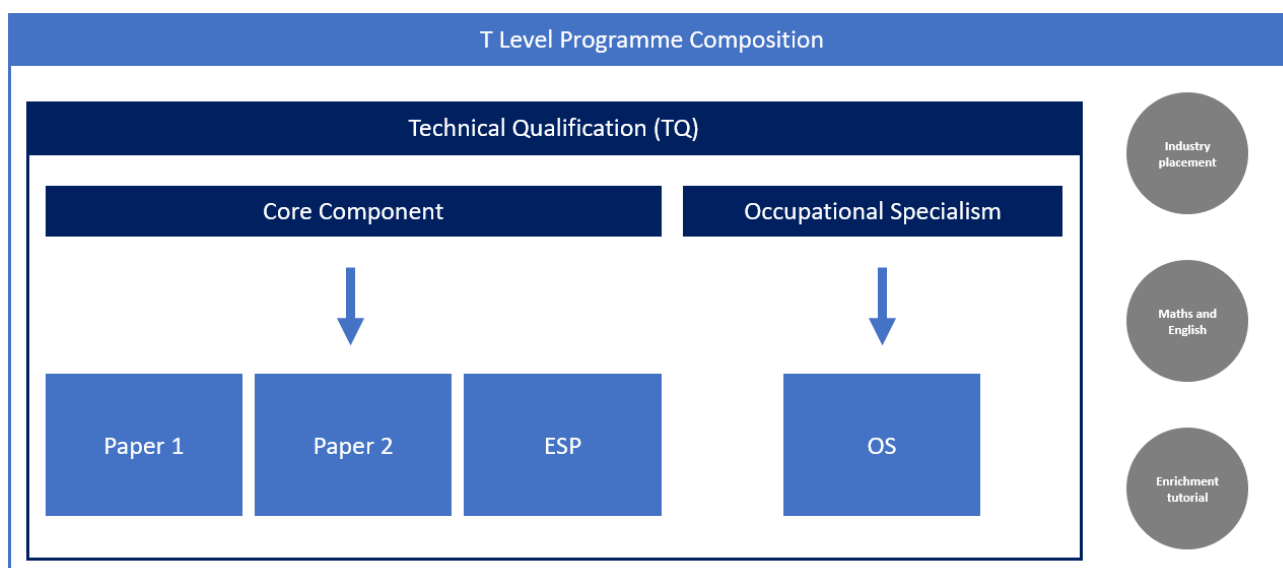 T Level Programme Composition
Technical Qualification (TQ)
Core Component
Occupational Specialism
Paper 1
Paper 2
ESP
OS
Industry
placement
Maths and
English
Enrichment
tutorial